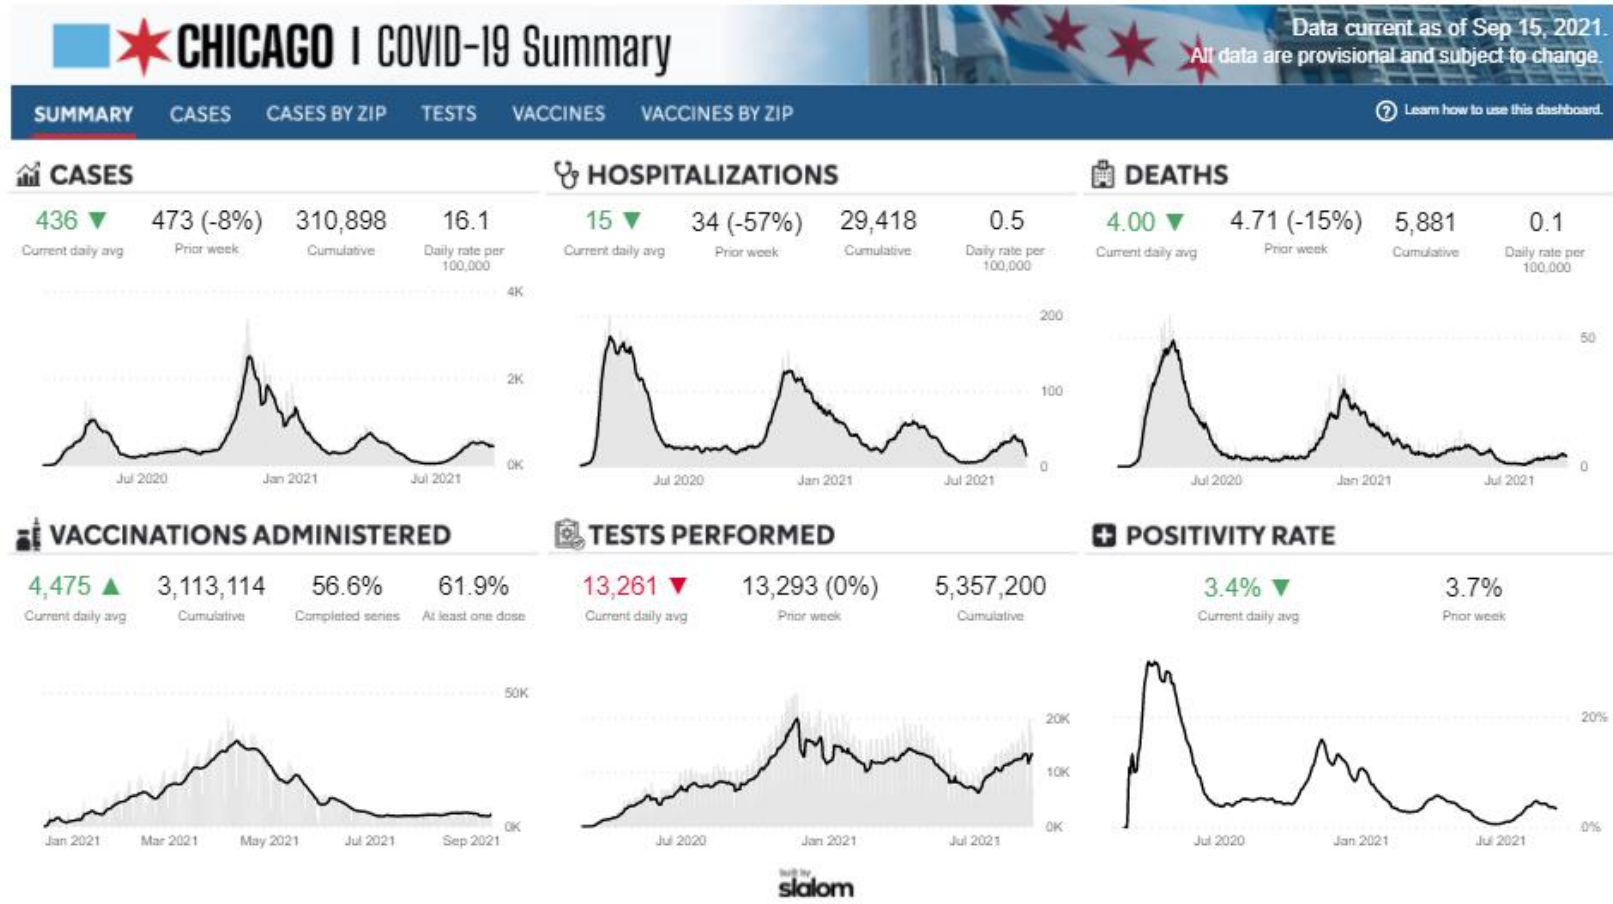 CHICAGO | COVID-19 Summary
Data current as of Sep 15, 2021.
All data are provisional and subject to change.
SUMMARY CASES CASES BY ZIP TESTS VACCINES VACCINES BY ZIP
? Learn how to use this dashboard.
CASES
436 ▼ 473 (-8%) 310,898 16.1
Current daily avg Prior week Cumulative Daily rate per
100,000
4K
2K
0K
Jul 2020 Jan 2021 Jul 2021
HOSPITALIZATIONS
15 ▼ 34 (-57%) 29,418 0.5
Current daily avg Prior week Cumulative Daily rate per
100,000
200
100
0
Jul 2020 Jan 2021 Jul 2021
DEATHS
4.00 ▼ 4.71 (-15%) 5,881 0.1
Current daily avg Prior week Cumulative Daily rate per
100,000
50
0
Jul 2020 Jan 2021 Jul 2021
VACCINATIONS ADMINISTERED
4,475 ▲ 3,113,114 56.6% 61.9%
Current daily avg Cumulative Completed series At least one dose
50K
0K
Jan 2021 Mar 2021 May 2021 Jul 2021 Sep 2021
TESTS PERFORMED
13,261 ▼ 13,293 (0%) 5,357,200
Current daily avg Prior week Cumulative
20K
10K
0K
Jul 2020 Jan 2021 Jul 2021
POSITIVITY RATE
3.4% ▼ 3.7%
Current daily avg Prior week
20%
0%
Jul 2020 Jan 2021 Jul 2021
built by
slalom